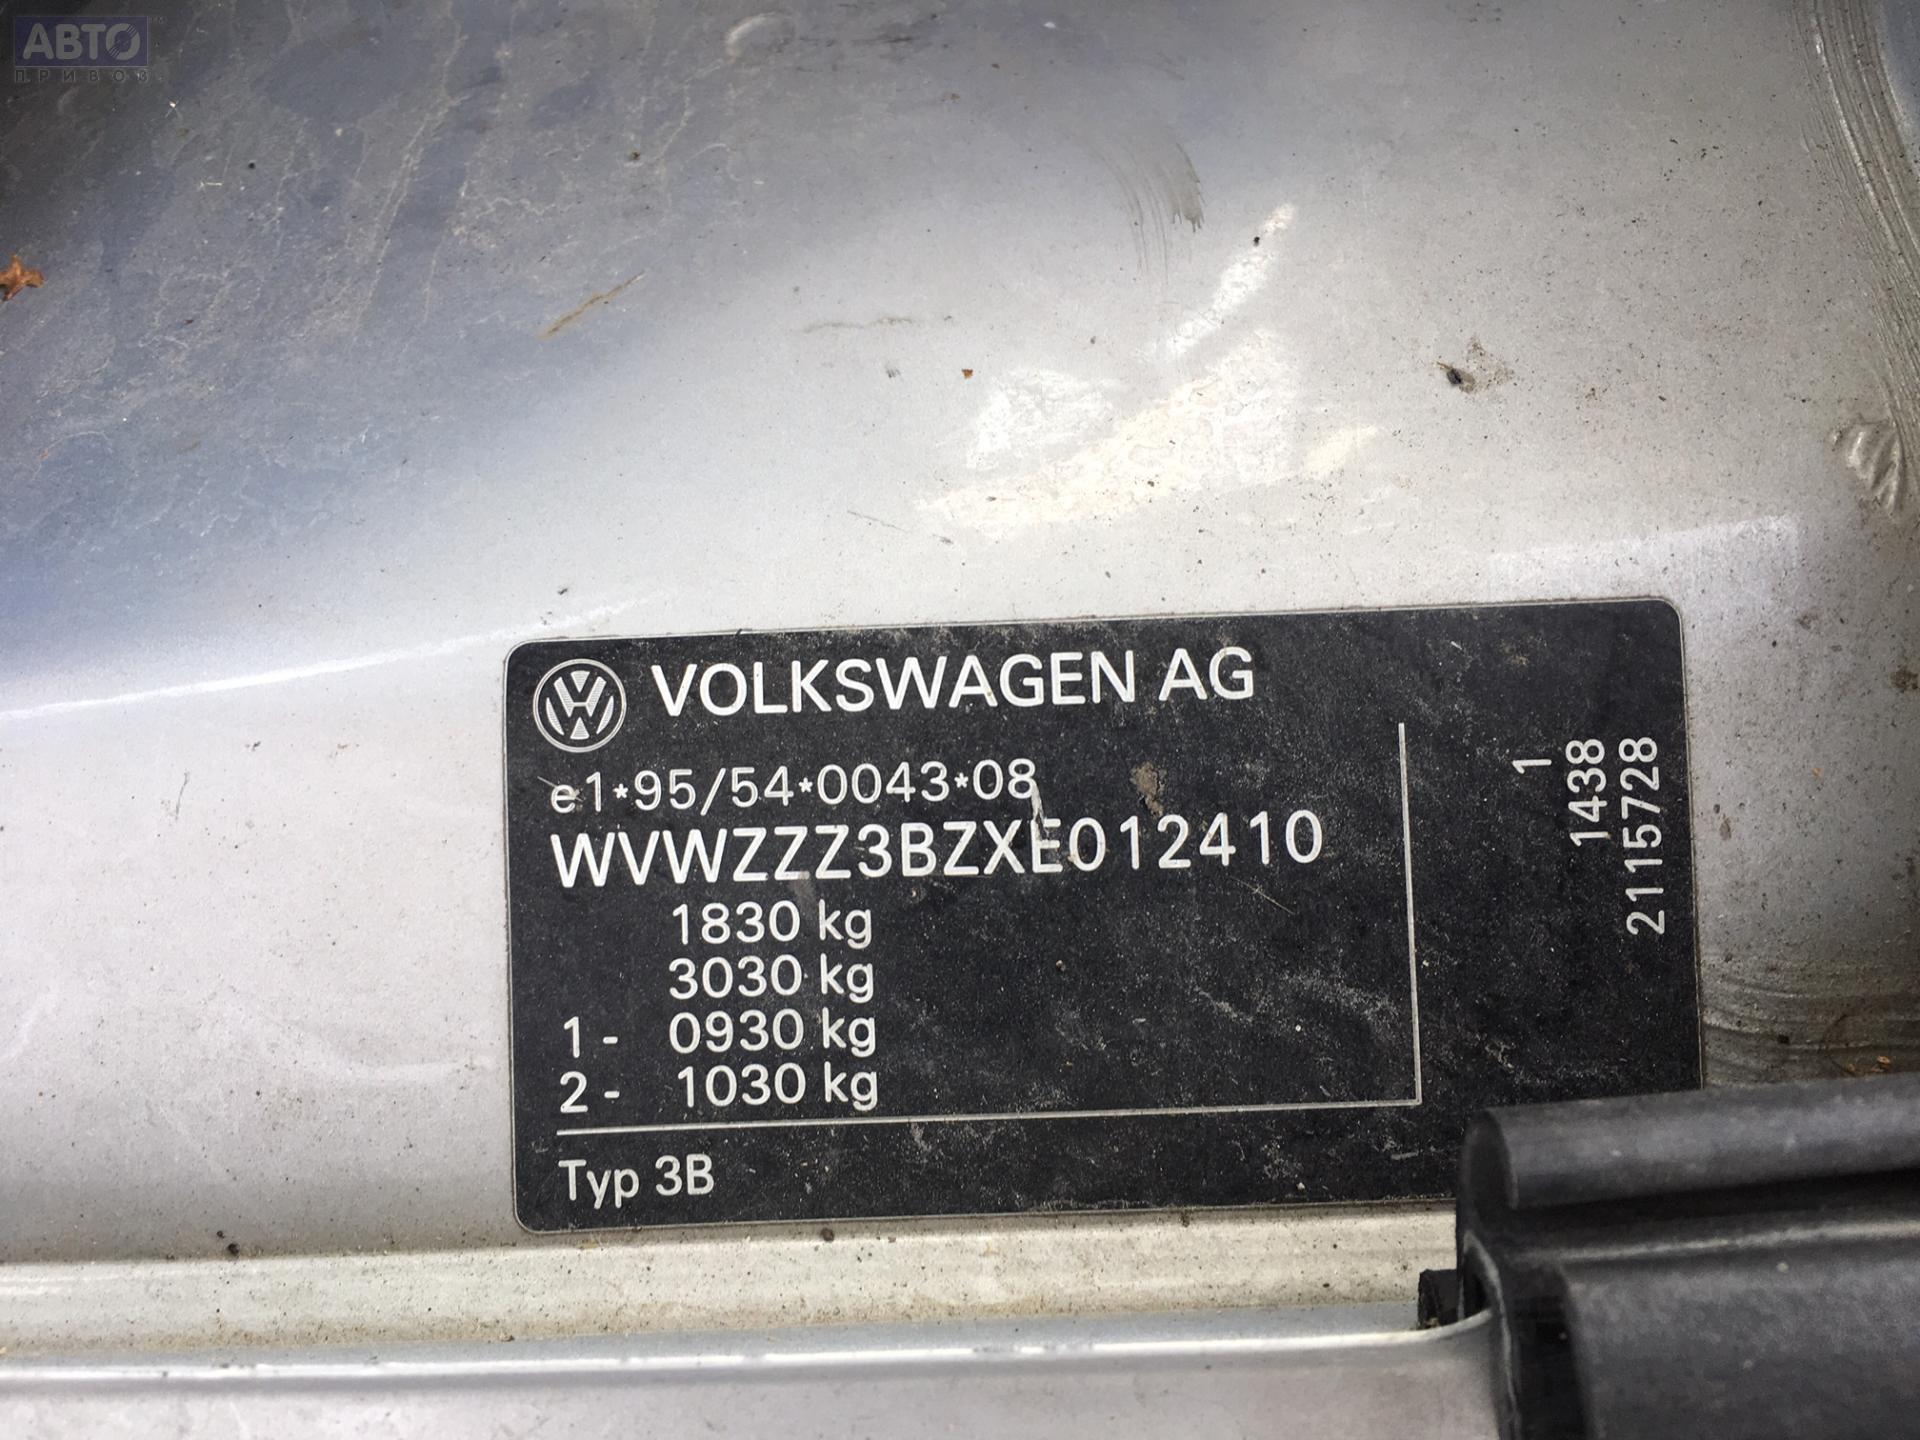 АВТО
ПРИВОЗ
VOLKSWAGEN AG
e1*95/54*0043*08
WVWZZZ3BZXE012410
1830 kg
3030 kg
1- 0930 kg
2- 1030 kg
Typ 3B
1
1438
2115728